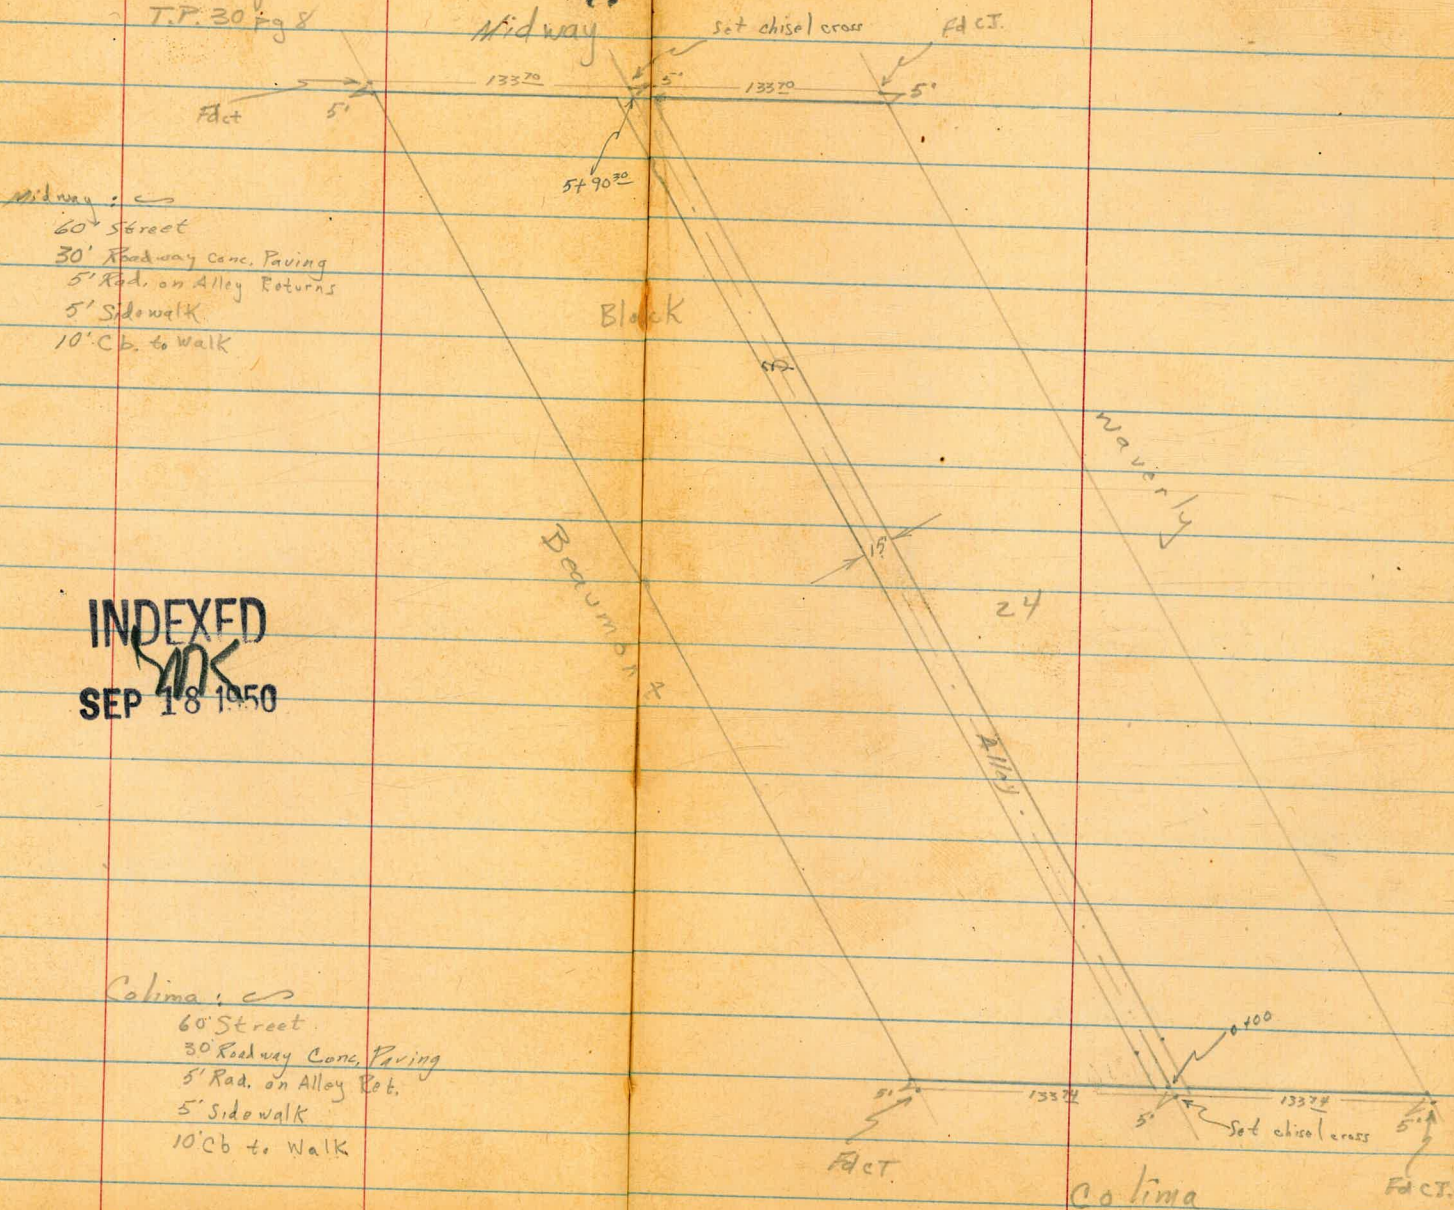 T.P. 30 pg 8
Midway
Set chisel cross
Fd CT.
133 70
5'
133 70
5'
Fd ct
5'
5+90 30
Midway :
60' Street
30' Roadway Conc. Paving
5' Rad. on Alley Returns
5' Sidewalk
10' Cb. to Walk
Block
Waverly
15'
Beaumont
24
INDEXED
SEP 18 1950
Alley
Colima :
60' Street
30' Roadway Conc. Paving
5' Rad. on Alley Ret.
5' Sidewalk
10' Cb to Walk
0+00
5'
133 74
133 74
5'
Set chisel cross
5'
Fd CT
Colima
Fd CT.